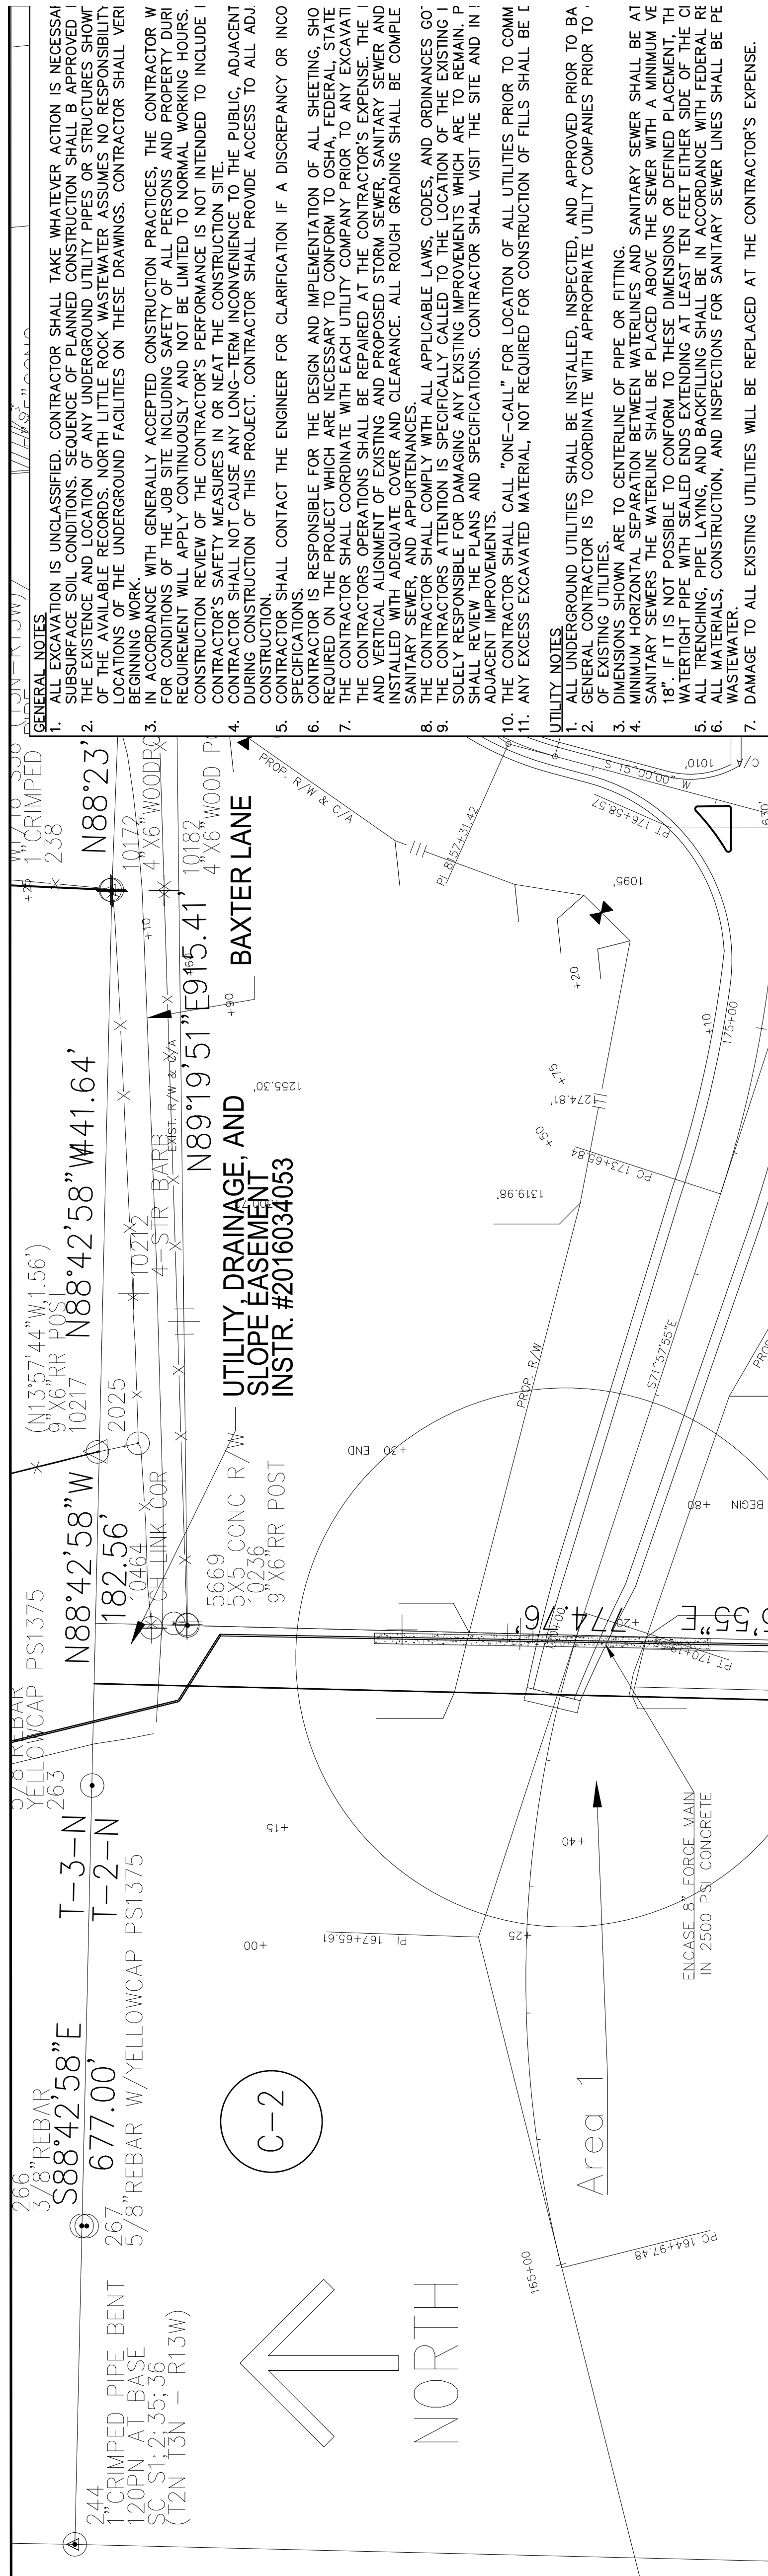 GENERAL NOTES
1. ALL EXCAVATION IS UNCLASSIFIED. CONTRACTOR SHALL TAKE WHATEVER ACTION IS
SUBSURFACE SOIL CONDITIONS. SEQUENCE OF PLANNED CONSTRUCTION SHALL B APPROVED
2. THE EXISTENCE AND LOCATION OF ANY UNDERGROUND UTILITY PIPES OR STRUCTURES
OF THE AVAILABLE RECORDS. NORTH LITTLE ROCK WASTEWATER ASSUMES NO RESPONSIBILITY
LOCATIONS OF THE UNDERGROUND FACILITIES ON THESE DRAWINGS. CONTRACTOR SHALL
BEGINNING WORK.
3. IN ACCORDANCE WITH GENERALLY ACCEPTED CONSTRUCTION PRACTICES, THE CONTRACTOR
FOR CONDITIONS OF THE JOB SITE INCLUDING SAFETY OF ALL PERSONS AND PROPERTY
REQUIREMENT WILL APPLY CONTINUOUSLY AND NOT BE LIMITED TO NORMAL WORKING HOURS.
CONSTRUCTION REVIEW OF THE CONTRACTOR'S PERFORMANCE IS NOT INTENDED TO INCLUDE
CONTRACTOR'S SAFETY MEASURES IN OR NEAT THE CONSTRUCTION SITE.
4. CONTRACTOR SHALL NOT CAUSE ANY LONG-TERM INCONVENIENCE TO THE PUBLIC, ADJACENT
DURING CONSTRUCTION OF THIS PROJECT. CONTRACTOR SHALL PROVIDE ACCESS TO ALL ADJ
CONSTRUCTION.
5. CONTRACTOR SHALL CONTACT THE ENGINEER FOR CLARIFICATION IF A DISCREPANCY OR
SPECIFICATIONS.
6. CONTRACTOR IS RESPONSIBLE FOR THE DESIGN AND IMPLEMENTATION OF ALL SHEETING,
REQUIRED ON THE PROJECT WHICH ARE NECESSARY TO CONFORM TO OSHA, FEDERAL, STATE
7. THE CONTRACTOR SHALL COORDINATE WITH EACH UTILITY COMPANY PRIOR TO ANY EXCAVATI
THE CONTRACTORS OPERATIONS SHALL BE REPAIRED AT THE CONTRACTOR'S EXPENSE. THE
AND VERTICAL ALIGNMENT OF EXISTING AND PROPOSED STORM SEWER, SANITARY SEWER AND
INSTALLED WITH ADEQUATE COVER AND CLEARANCE. ALL ROUGH GRADING SHALL BE COMPLE
SANITARY SEWER, AND APPURTENANCES.
8. THE CONTRACTOR SHALL COMPLY WITH ALL APPLICABLE LAWS, CODES, AND ORDINANCES
9. THE CONTRACTORS ATTENTION IS SPECIFICALLY CALLED TO THE LOCATION OF THE EXISTING
SOLELY RESPONSIBLE FOR DAMAGING ANY EXISTING IMPROVEMENTS WHICH ARE TO REMAIN.
SHALL REVIEW THE PLANS AND SPECIFICATIONS. CONTRACTOR SHALL VISIT THE SITE AND IN
ADJACENT IMPROVEMENTS.
10. THE CONTRACTOR SHALL CALL "ONE-CALL" FOR LOCATION OF ALL UTILITIES PRIOR TO COMM
11. ANY EXCESS EXCAVATED MATERIAL, NOT REQUIRED FOR CONSTRUCTION OF FILLS SHALL BE
UTILITY NOTES
1. ALL UNDERGROUND UTILITIES SHALL BE INSTALLED, INSPECTED, AND APPROVED PRIOR TO BA
2. GENERAL CONTRACTOR IS TO COORDINATE WITH APPROPRIATE UTILITY COMPANIES PRIOR TO
OF EXISTING UTILITIES.
3. DIMENSIONS SHOWN ARE TO CENTERLINE OF PIPE OR FITTING.
4. MINIMUM HORIZONTAL SEPARATION BETWEEN WATERLINES AND SANITARY SEWER SHALL BE AT
SANITARY SEWERS THE WATERLINE SHALL BE PLACED ABOVE THE SEWER WITH A MINIMUM VE
18". IF IT IS NOT POSSIBLE TO CONFORM TO THESE DIMENSIONS OR DEFINED PLACEMENT, TH
WATERTIGHT PIPE WITH SEALED ENDS EXTENDING AT LEAST TEN FEET EITHER SIDE OF THE
5. ALL TRENCHING, PIPE LAYING, AND BACKFILLING SHALL BE IN ACCORDANCE WITH FEDERAL
6. ALL MATERIALS, CONSTRUCTION, AND INSPECTIONS FOR SANITARY SEWER LINES SHALL BE PE
WASTEWATER.
7. DAMAGE TO ALL EXISTING UTILITIES WILL BE REPLACED AT THE CONTRACTOR'S EXPENSE.
244
1"CRIMPED PIPE BENT
120PN AT BASE
SC S1;2;35;36
(T2N T3N - R13W)
266
3/8"REBAR
S88°42'58"E
677.00'
267
5/8"REBAR W/YELLOWCAP PS1375
T-3-N
T-2-N
5/8"REBAR
YELLOWCAP PS1375
263
N88°42'58"W
182.56'
10464
CH LINK COR
(N13°57'44"W,1.56')
9"X6"RR POST
10217
2025
N88°42'58"W
441.64'
10212
4-STR BARB
EXIST. R/W & C/A
5669
5X5 CONC R/W
10236
9"X6"RR POST
N89°19'51"E
915.41'
1"CRIMPED PIPE
238
N88°23'
10172
10182
4"X6"WOOD
BAXTER LANE
UTILITY, DRAINAGE, AND
SLOPE EASEMENT
INSTR. #2016034053
+25
+10
+60
+90
1255.30'
PROP. R/W & C/A
PI 8157+31.42
S 15°00'00" W
1010'
C/A
PT 176+58.57
1095'
+20
+75
1274.81'
+50
PC 173+65.84
1319.98'
+10
175+00
PROP. R/W
S71°57'55"E
+30 END
+80 BEGIN
774.76'
+20
PT 170+19.59
ENCASE 8" FORCE MAIN
IN 2500 PSI CONCRETE
+15
+40
+00
+25
PI 167+65.61
Area 1
C-2
165+00
PC 164+97.48
NORTH